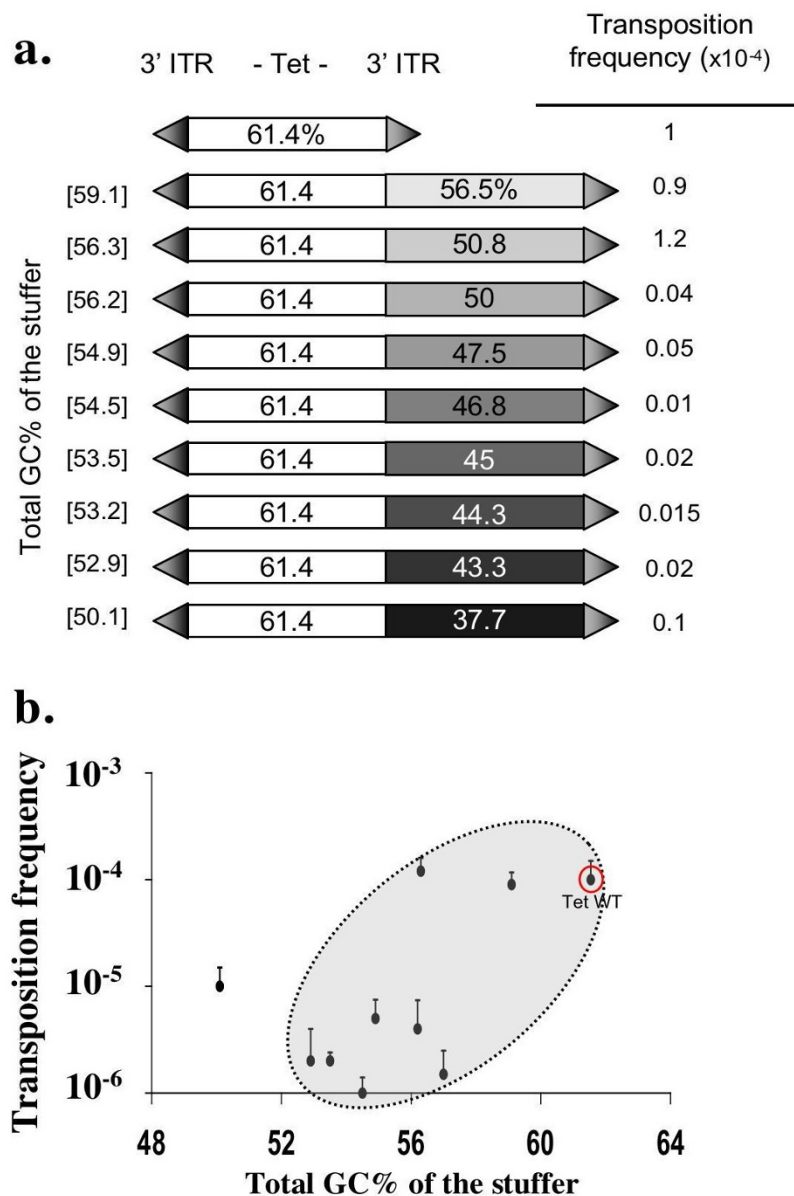 a.
3' ITR - Tet - 3' ITR
Transposition
frequency (x10-4)
61.4% 1
[59.1] 61.4 56.5% 0.9
[56.3] 61.4 50.8 1.2
[56.2] 61.4 50 0.04
[54.9] 61.4 47.5 0.05
[54.5] 61.4 46.8 0.01
[53.5] 61.4 45 0.02
[53.2] 61.4 44.3 0.015
[52.9] 61.4 43.3 0.02
[50.1] 61.4 37.7 0.1
Total GC% of the stuffer
b.
Transposition frequency
10-3
10-4
10-5
10-6
Tet WT
48 52 56 60 64
Total GC% of the stuffer